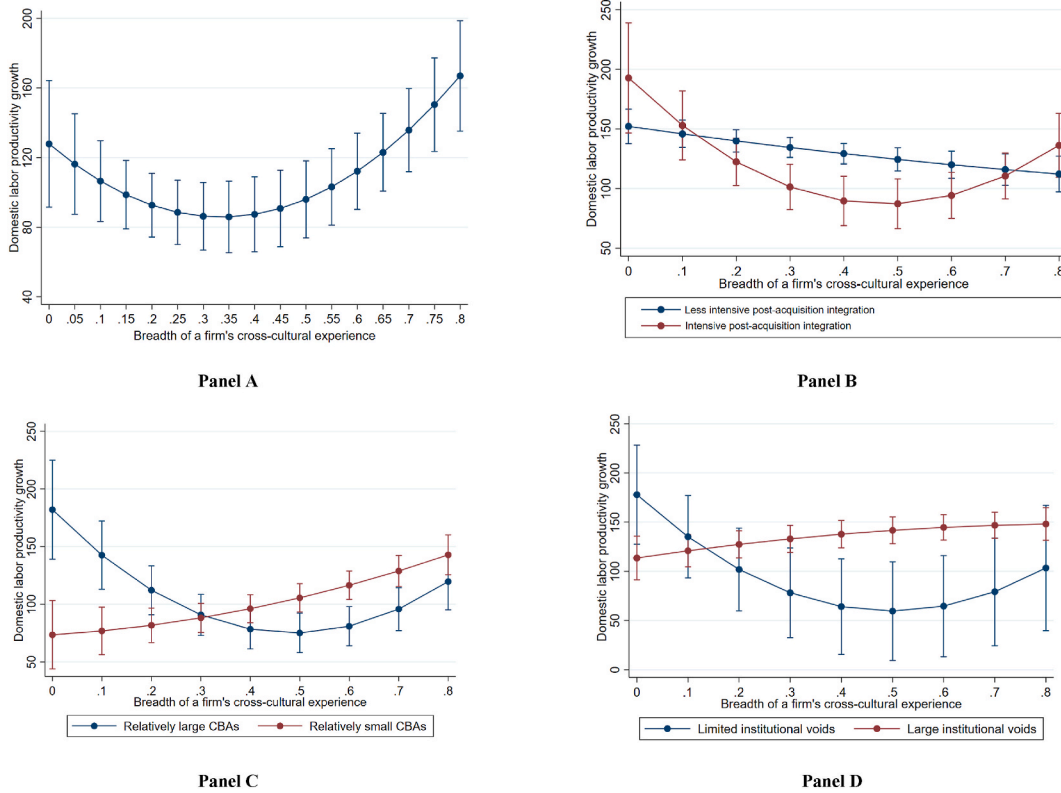 Domestic labor productivity growth
200
160
120
80
40
0 .05 .1 .15 .2 .25 .3 .35 .4 .45 .5 .55 .6 .65 .7 .75 .8
Breadth of a firm's cross-cultural experience
Panel A
Domestic labor productivity growth
250
200
150
100
50
0 .1 .2 .3 .4 .5 .6 .7 .8
Breadth of a firm's cross-cultural experience
Less intensive post-acquisition integration
Intensive post-acquisition integration
Panel B
Domestic labor productivity growth
250
200
150
100
50
0 .1 .2 .3 .4 .5 .6 .7 .8
Breadth of a firm's cross-cultural experience
Relatively large CBAs Relatively small CBAs
Panel C
Domestic labor productivity growth
250
200
150
100
50
0
0 .1 .2 .3 .4 .5 .6 .7 .8
Breadth of a firm's cross-cultural experience
Limited institutional voids Large institutional voids
Panel D